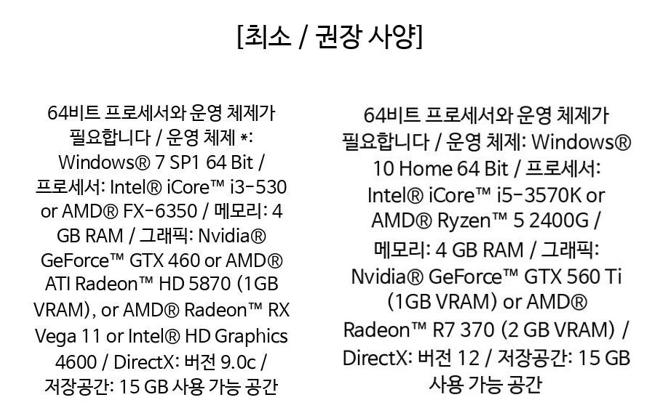 [최소 / 권장 사양]
64비트 프로세서와 운영 체제가
필요합니다 / 운영 체제 *:
Windows® 7 SP1 64 Bit /
프로세서: Intel® iCore™ i3-530
or AMD® FX-6350 / 메모리: 4
GB RAM / 그래픽: Nvidia®
GeForce™ GTX 460 or AMD®
ATI Radeon™ HD 5870 (1GB
VRAM), or AMD® Radeon™ RX
Vega 11 or Intel® HD Graphics
4600 / DirectX: 버전 9.0c /
저장공간: 15 GB 사용 가능 공간
64비트 프로세서와 운영 체제가
필요합니다 / 운영 체제: Windows®
10 Home 64 Bit / 프로세서:
Intel® iCore™ i5-3570K or
AMD® Ryzen™ 5 2400G /
메모리: 4 GB RAM / 그래픽:
Nvidia® GeForce™ GTX 560 Ti
(1GB VRAM) or AMD®
Radeon™ R7 370 (2 GB VRAM) /
DirectX: 버전 12 / 저장공간: 15 GB
사용 가능 공간